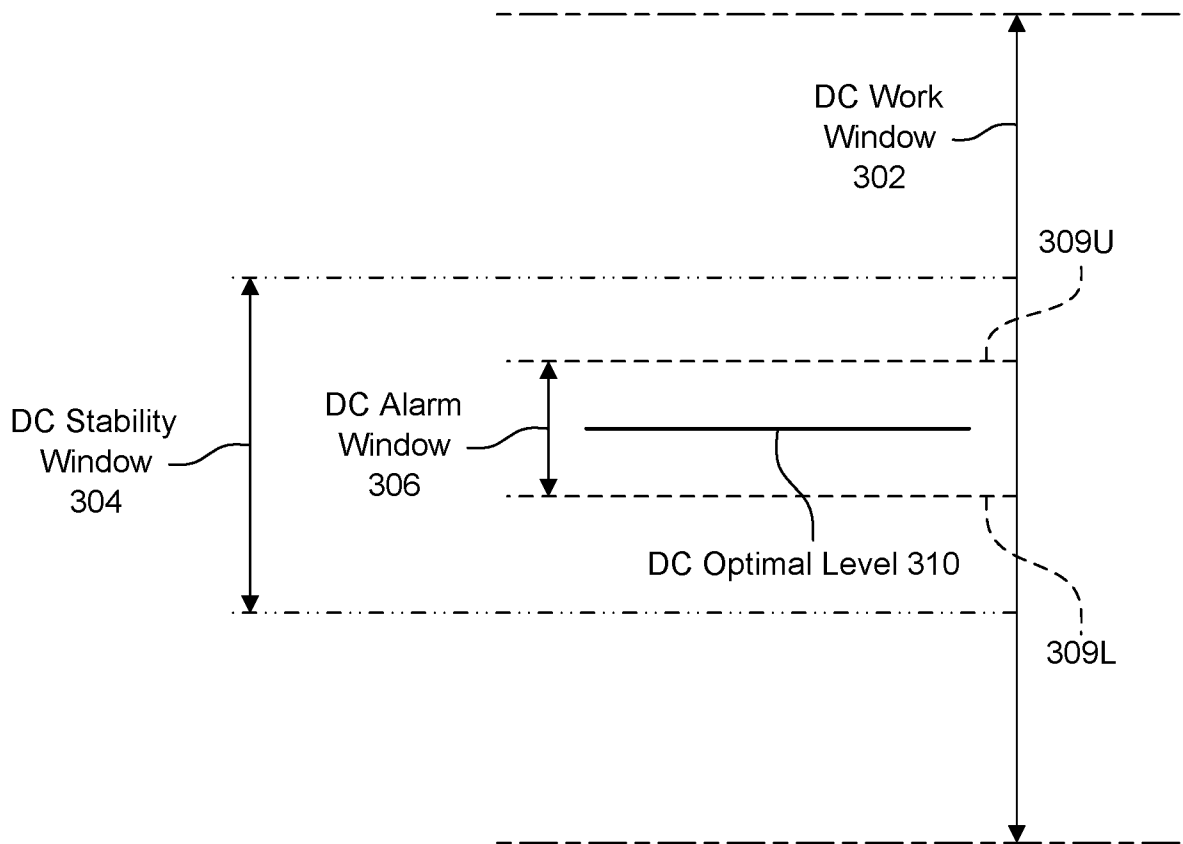 DC Work
Window
302
309U
DC Stability
Window
304
DC Alarm
Window
306
DC Optimal Level 310
309L